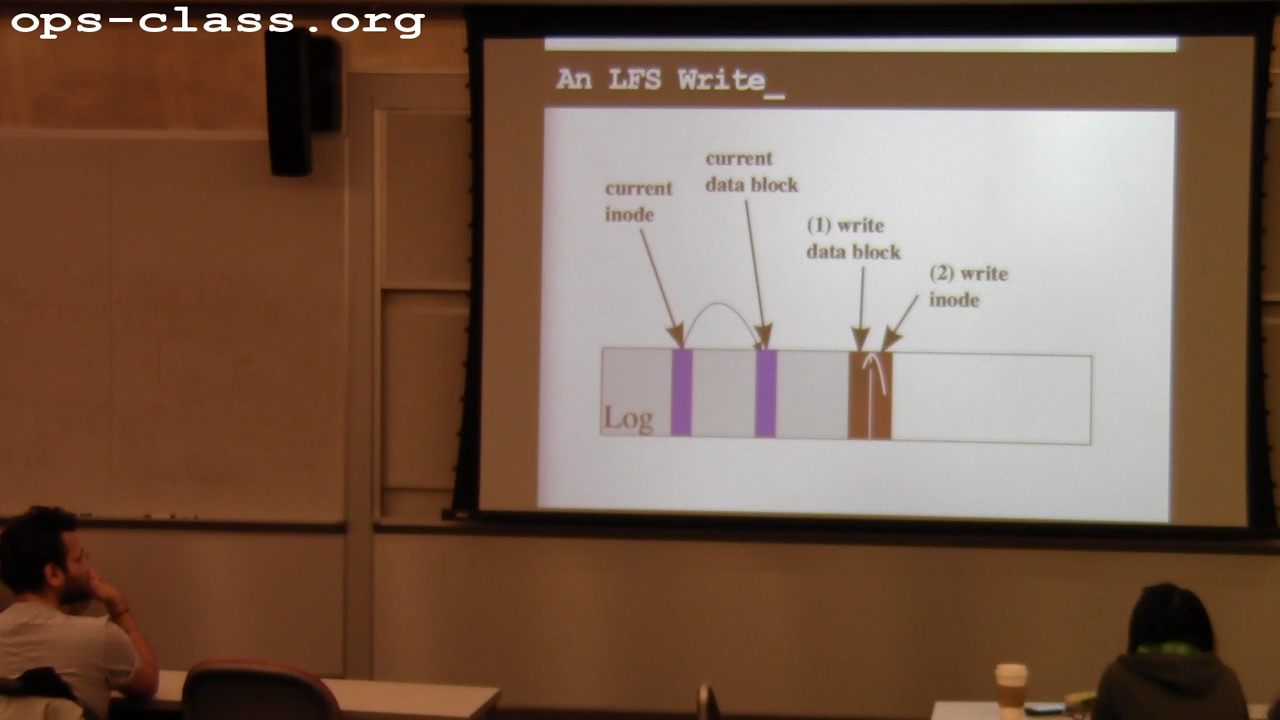 ops-class.org
An LFS Write_
current
data block
current
inode
(1) write
data block
(2) write
inode
Log